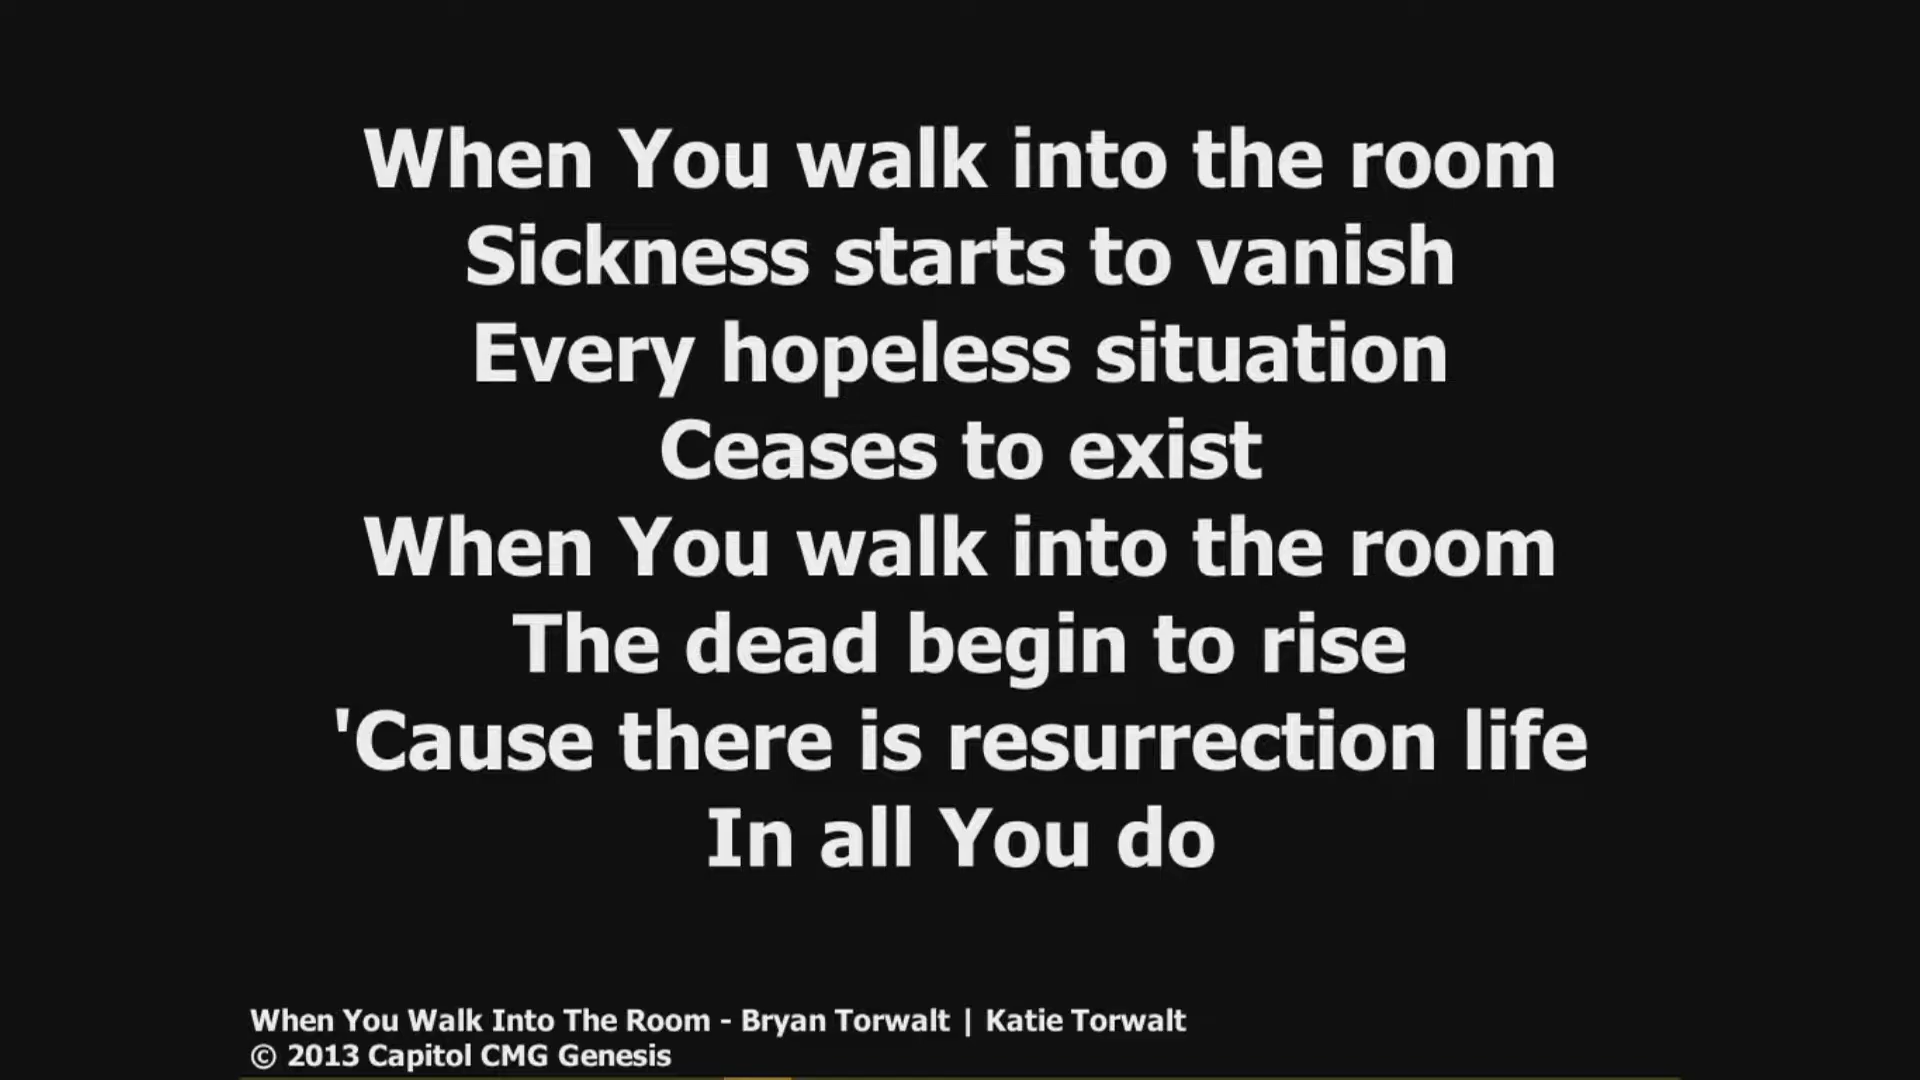 When You walk into the room
Sickness starts to vanish
Every hopeless situation
Ceases to exist
When You walk into the room
The dead begin to rise
'Cause there is resurrection life
In all You do
When You Walk Into The Room - Bryan Torwalt | Katie Torwalt
© 2013 Capitol CMG Genesis